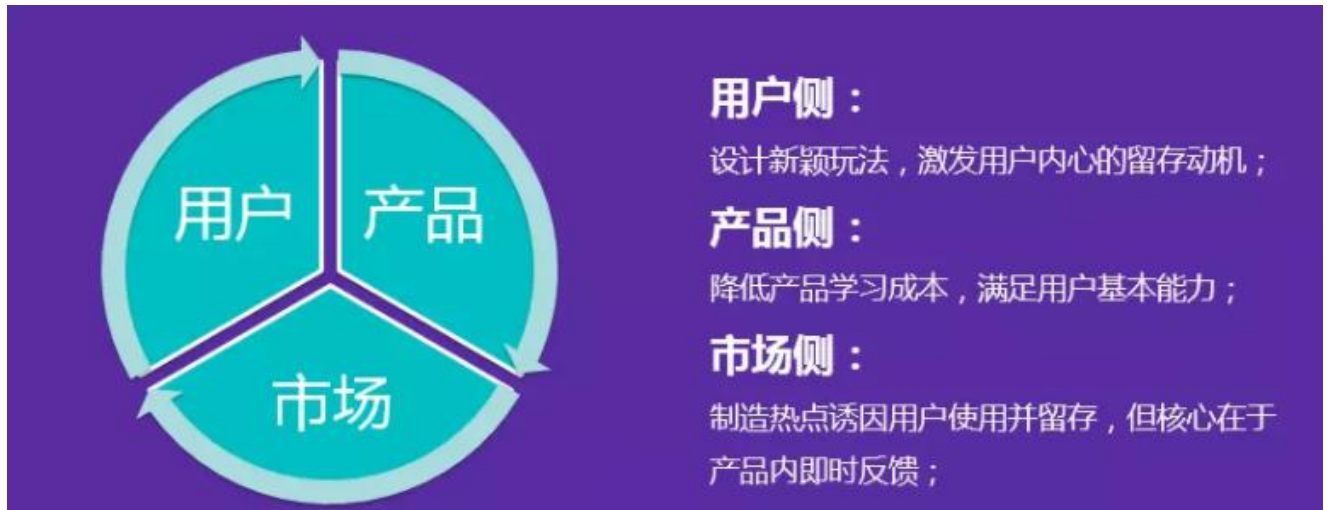 用户
产品
市场
用户侧：
设计新颖玩法，激发用户内心的留存动机；
产品侧：
降低产品学习成本，满足用户基本能力；
市场侧：
制造热点诱因用户使用并留存，但核心在于
产品内即时反馈；